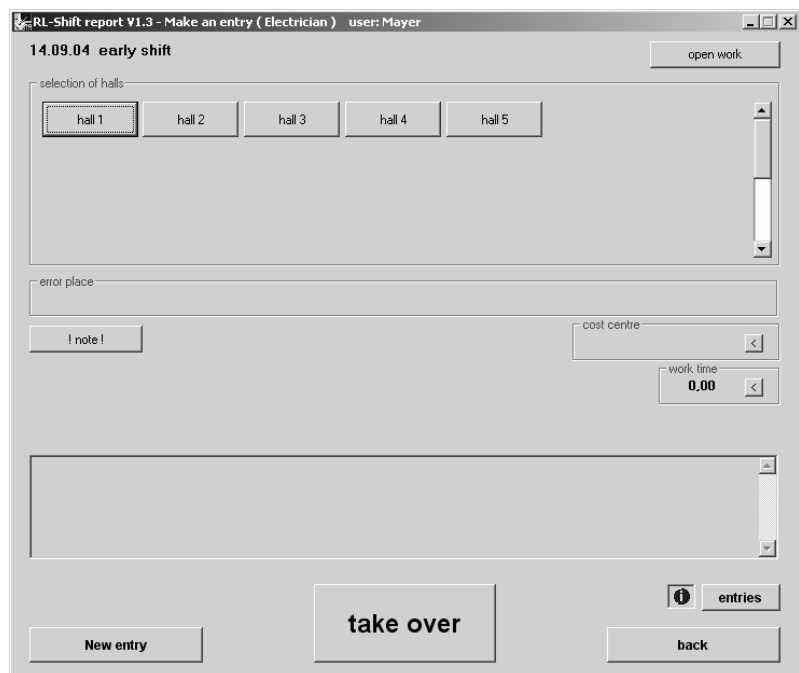 RL-Shift report V1.3 - Make an entry ( Electrician )   user: Mayer
14.09.04  early shift
open work
selection of halls
hall 1
hall 2
hall 3
hall 4
hall 5
error place
! note !
cost centre
<
work time
0,00
<
take over
entries
New entry
back